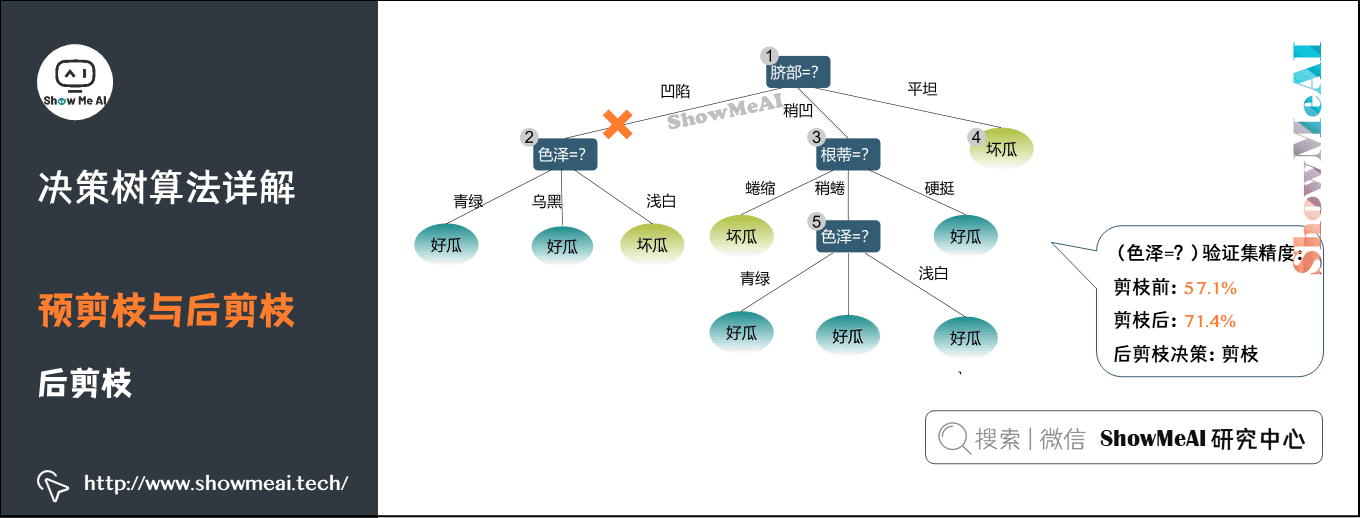 Show Me AI
决策树算法详解
预剪枝与后剪枝
后剪枝
http://www.showmeai.tech/
1
脐部=?
凹陷
稍凹
平坦
ShowMeAI
2
色泽=?
3
根蒂=?
4
坏瓜
青绿
乌黑
浅白
蜷缩
稍蜷
硬挺
好瓜
好瓜
坏瓜
坏瓜
5
色泽=?
好瓜
青绿
浅白
好瓜
好瓜
好瓜
(色泽=?)验证集精度:
剪枝前: 57.1%
剪枝后: 71.4%
后剪枝决策: 剪枝
ShowMeAI
搜索 | 微信 ShowMeAI 研究中心